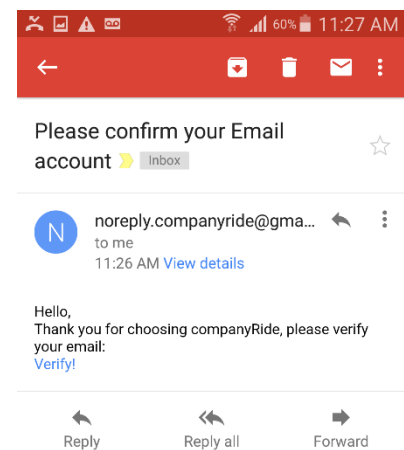 60% 11:27 AM
Please confirm your Email
account Inbox
N
noreply.companyride@gma...
to me
11:26 AM View details
Hello,
Thank you for choosing companyRide, please verify
your email:
Verify!
Reply Reply all Forward